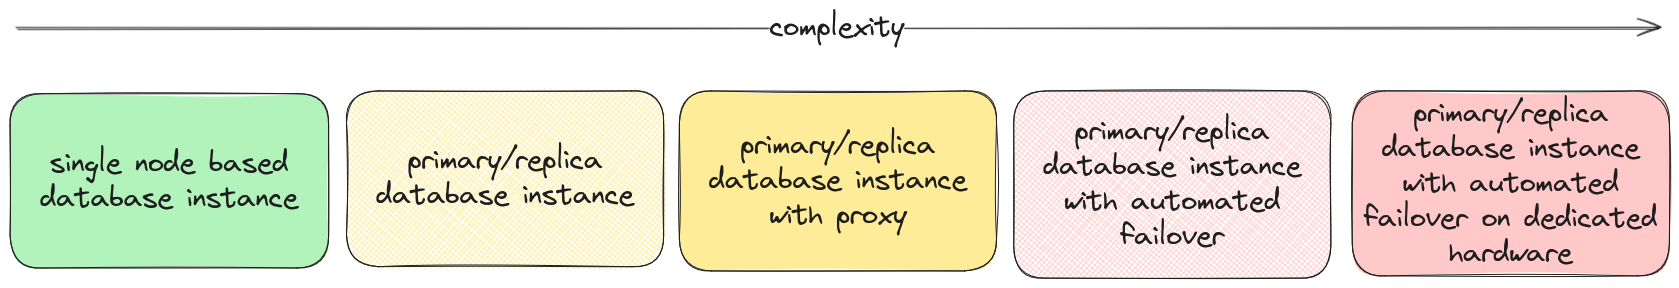 complexity
single node based
database instance
primary/replica
database instance
primary/replica
database instance
with proxy
primary/replica
database instance
with automated
failover
primary/replica
database instance
with automated
failover on dedicated
hardware